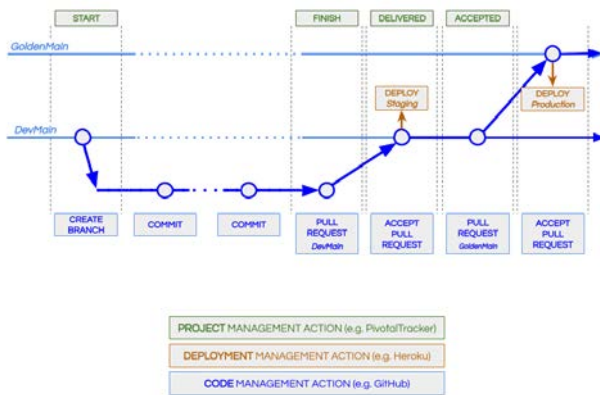 START
FINISH
DELIVERED
ACCEPTED
GoldenMain
DEPLOY
Staging
DEPLOY
Production
DevMain
CREATE
BRANCH
COMMIT
COMMIT
PULL
REQUEST
DevMain
ACCEPT
PULL
REQUEST
PULL
REQUEST
GoldenMain
ACCEPT
PULL
REQUEST
PROJECT MANAGEMENT ACTION (e.g. PivotalTracker)
DEPLOYMENT MANAGEMENT ACTION (e.g. Heroku)
CODE MANAGEMENT ACTION (e.g. GitHub)